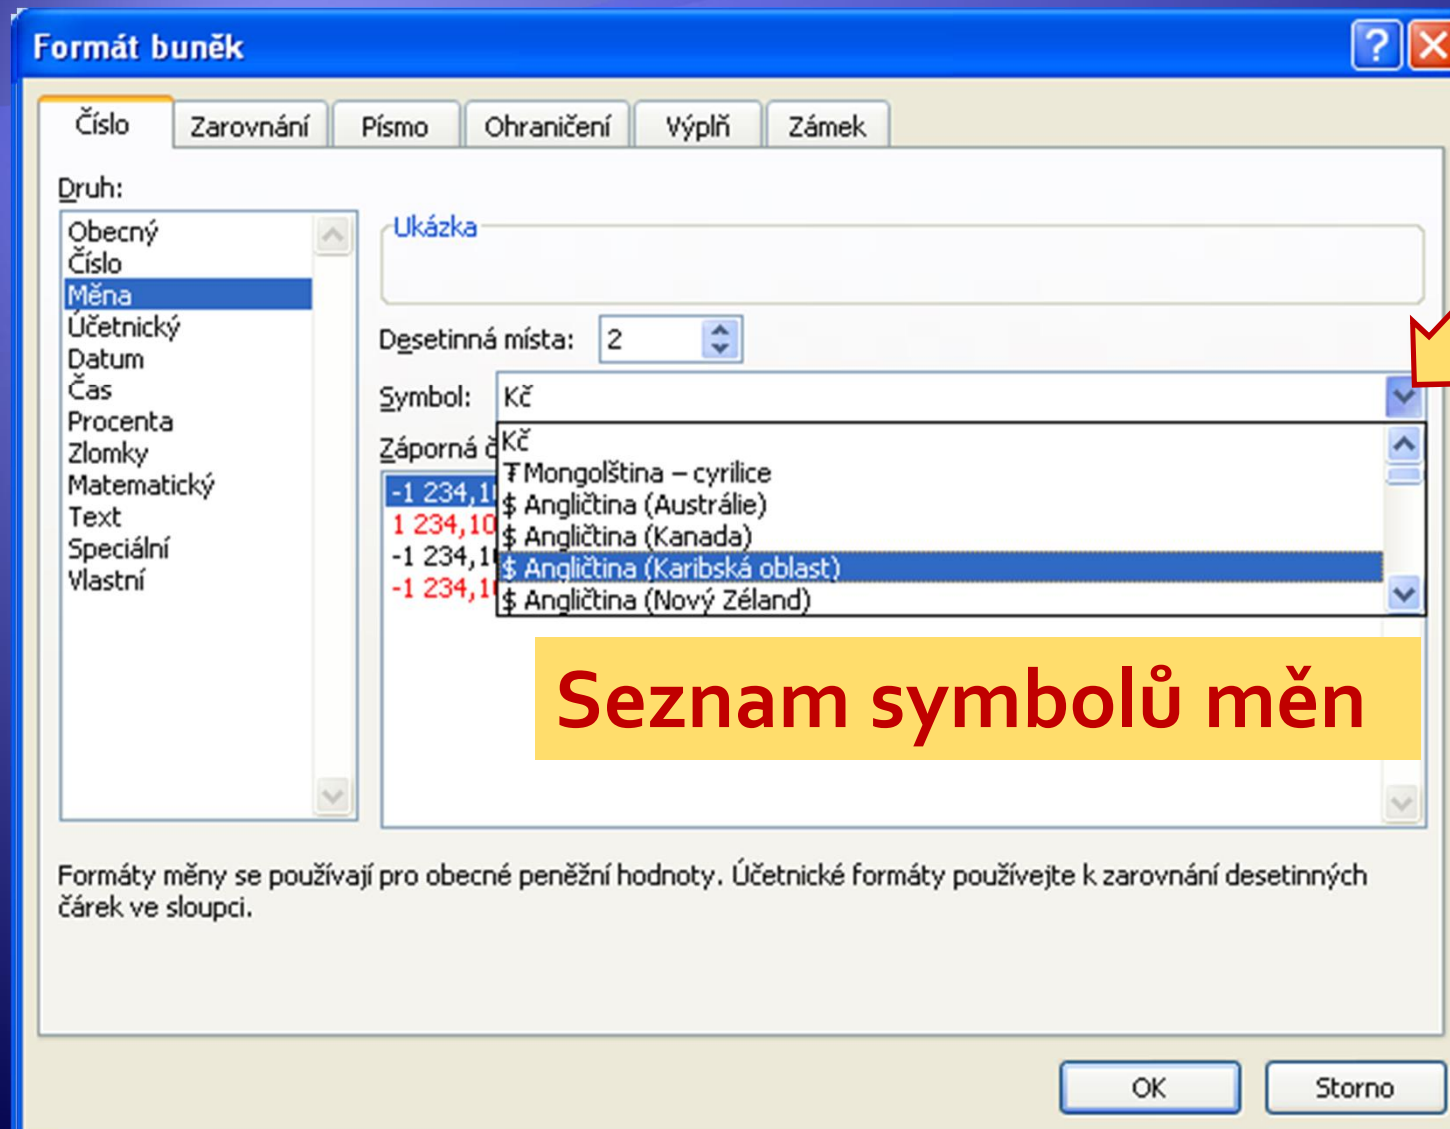 Formát buněk
Číslo Zarovnání Písmo Ohraničení Výplň Zámek
Druh:
Obecný
Číslo
Měna
Účetnický
Datum
Čas
Procenta
Zlomky
Matematický
Text
Speciální
Vlastní
Ukázka
Desetinná místa: 2
Symbol: Kč
Kč
₮ Mongolština – cyrilice
$ Angličtina (Austrálie)
$ Angličtina (Kanada)
$ Angličtina (Karibská oblast)
$ Angličtina (Nový Zéland)
Záporná
-1 234,1
1 234,10
-1 234,1
-1 234,1
Seznam symbolů měn
Formáty měny se používají pro obecné peněžní hodnoty. Účetnické formáty používejte k zarovnání desetinných
čárek ve sloupci.
OK Storno